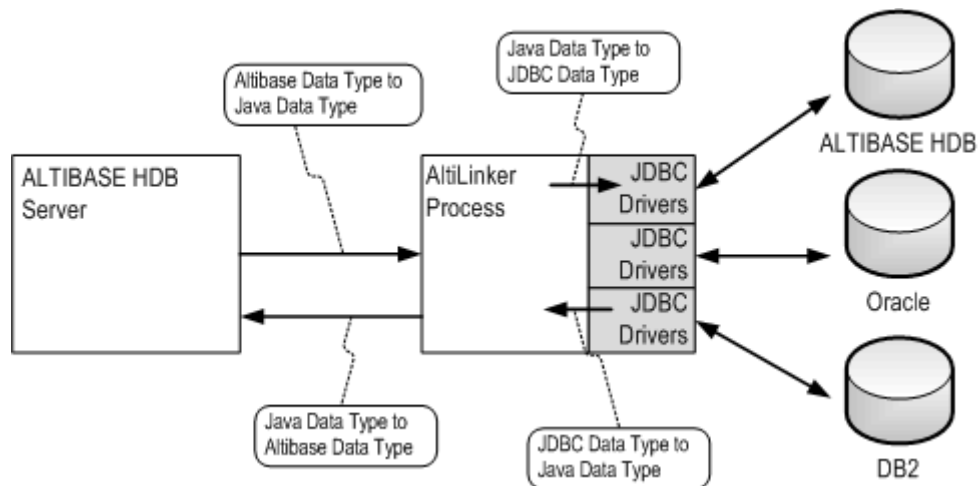 Java Data Type to
JDBC Data Type
Altibase Data Type to
Java Data Type
ALTIBASE HDB
ALTIBASE HDB
Server
AltiLinker
Process
JDBC
Drivers
JDBC
Drivers
JDBC
Drivers
Oracle
Java Data Type to
Altibase Data Type
JDBC Data Type to
Java Data Type
DB2